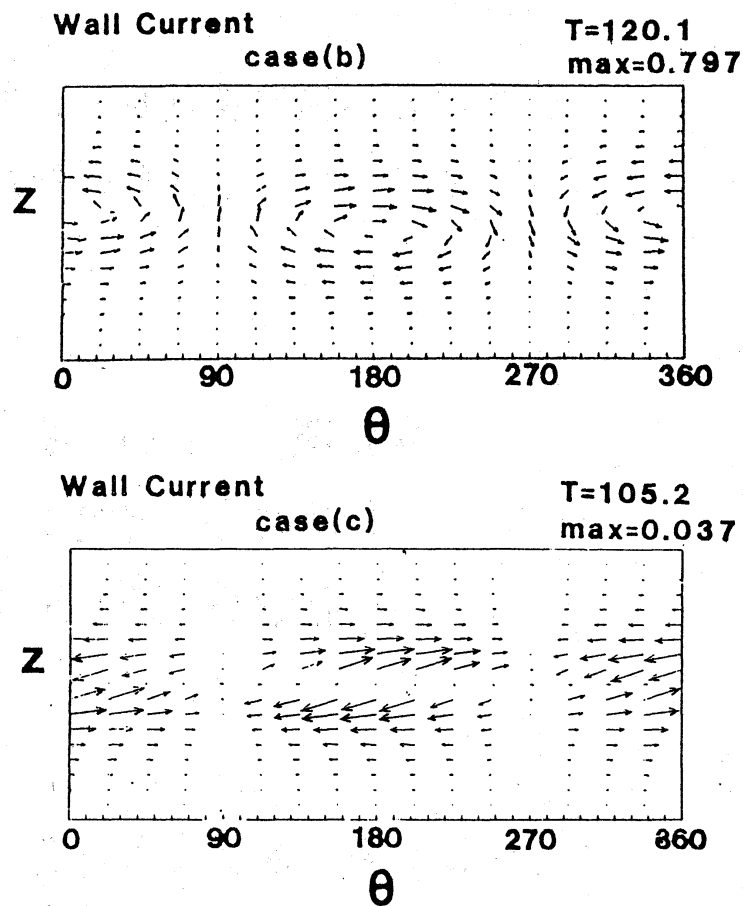 Wall Current
T=120.1
case(b)
max=0.797
Z
0 90 180 270 360
θ
Wall Current
T=105.2
case(c)
max=0.037
Z
0 90 180 270 360
θ